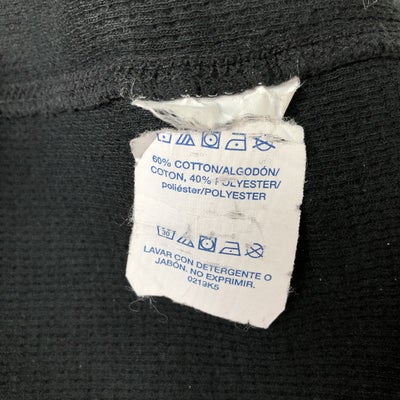 60% COTTON/ALGODÓN/
COTON, 40% POLYESTER/
poliéster/POLYESTER
30
LAVAR CON DETERGENTE O
JABÓN. NO EXPRIMIR.
0219K5